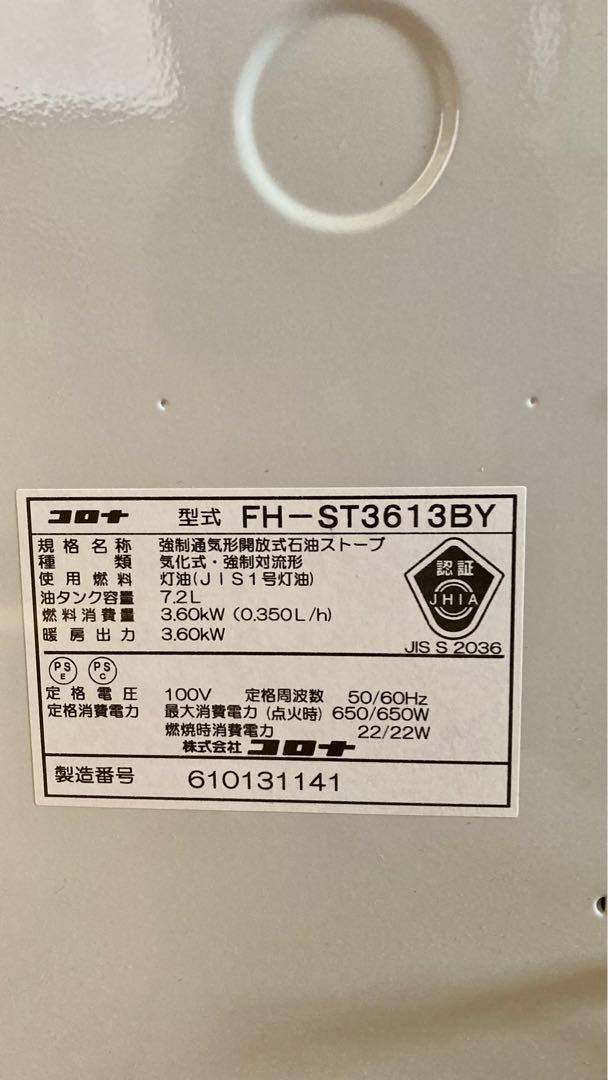 コロナ 型式 FH-ST3613BY
規格名称 強制通気形開放式石油ストーブ
種類 気化式・強制対流形
使用燃料 灯油(JIS1号灯油)
油タンク容量 7.2L
燃料消費量 3.60kW (0.350L/h)
暖房出力 3.60kW
認証
JHIA
JIS S 2036
PS E PS C
定格電圧 100V 定格周波数 50/60Hz
定格消費電力 最大消費電力(点火時) 650/650W
燃焼時消費電力 22/22W
株式会社 コロナ
製造番号 610131141